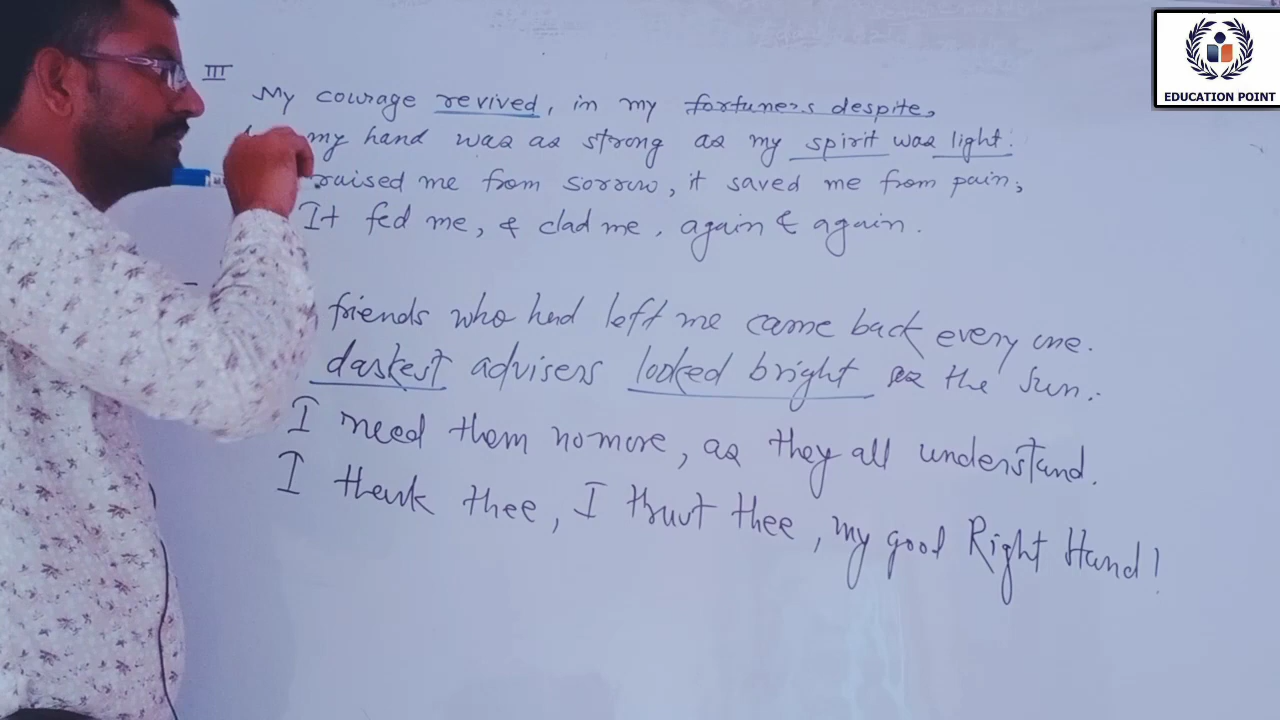 EDUCATION POINT
III
My courage revived, in my fortune's despite,
my hand was as strong as my spirit was light.
raised me from sorrow, it saved me from pain;
It fed me, & clad me, again & again.
friends who had left me came back every one.
darkest advisers looked bright as the sun.
I need them no more, as they all understand.
I thank thee, I trust thee, my good Right Hand!